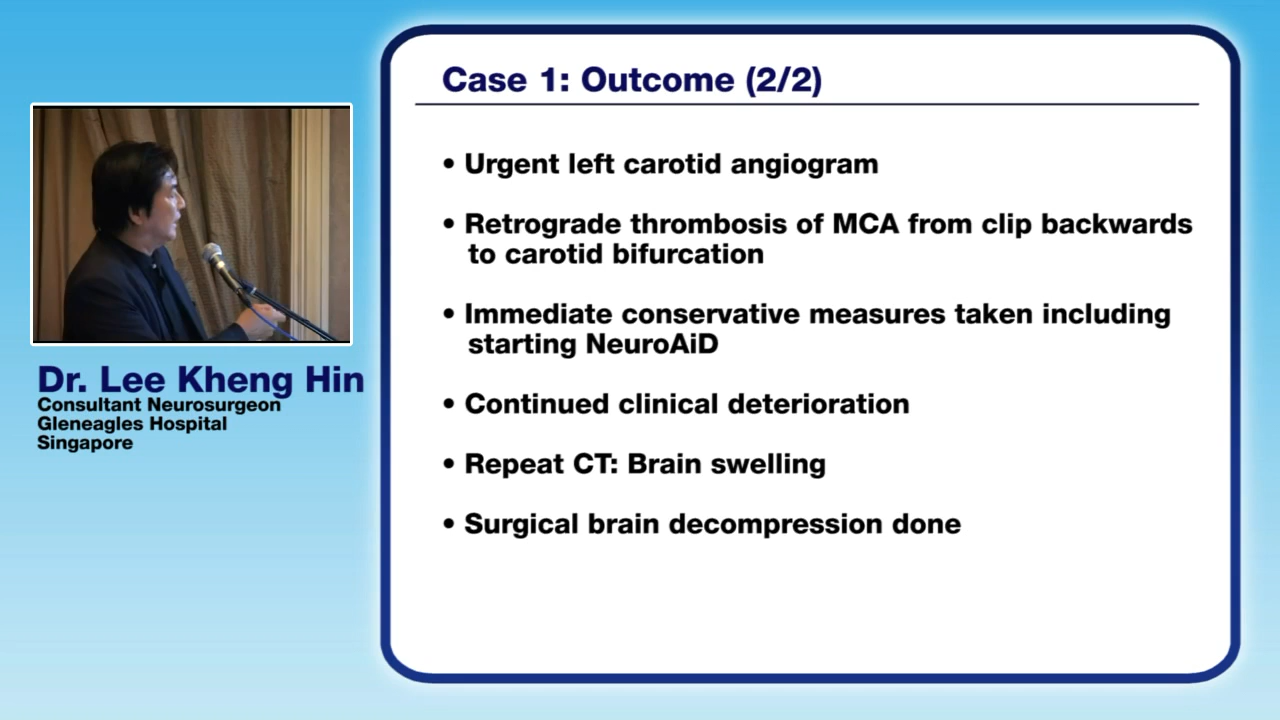 Case 1: Outcome (2/2)
• Urgent left carotid angiogram
• Retrograde thrombosis of MCA from clip backwards
to carotid bifurcation
• Immediate conservative measures taken including
starting NeuroAiD
• Continued clinical deterioration
• Repeat CT: Brain swelling
• Surgical brain decompression done
Dr. Lee Kheng Hin
Consultant Neurosurgeon
Gleneagles Hospital
Singapore